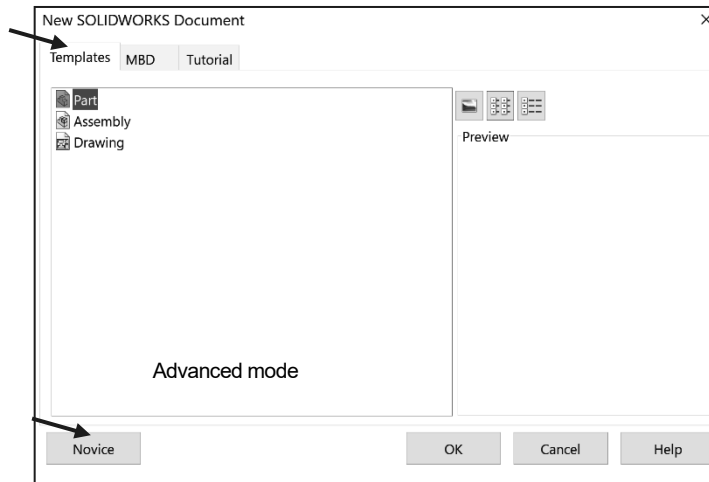 New SOLIDWORKS Document
Templates MBD Tutorial
Part
Assembly
Drawing
Preview
Advanced mode
Novice OK Cancel Help